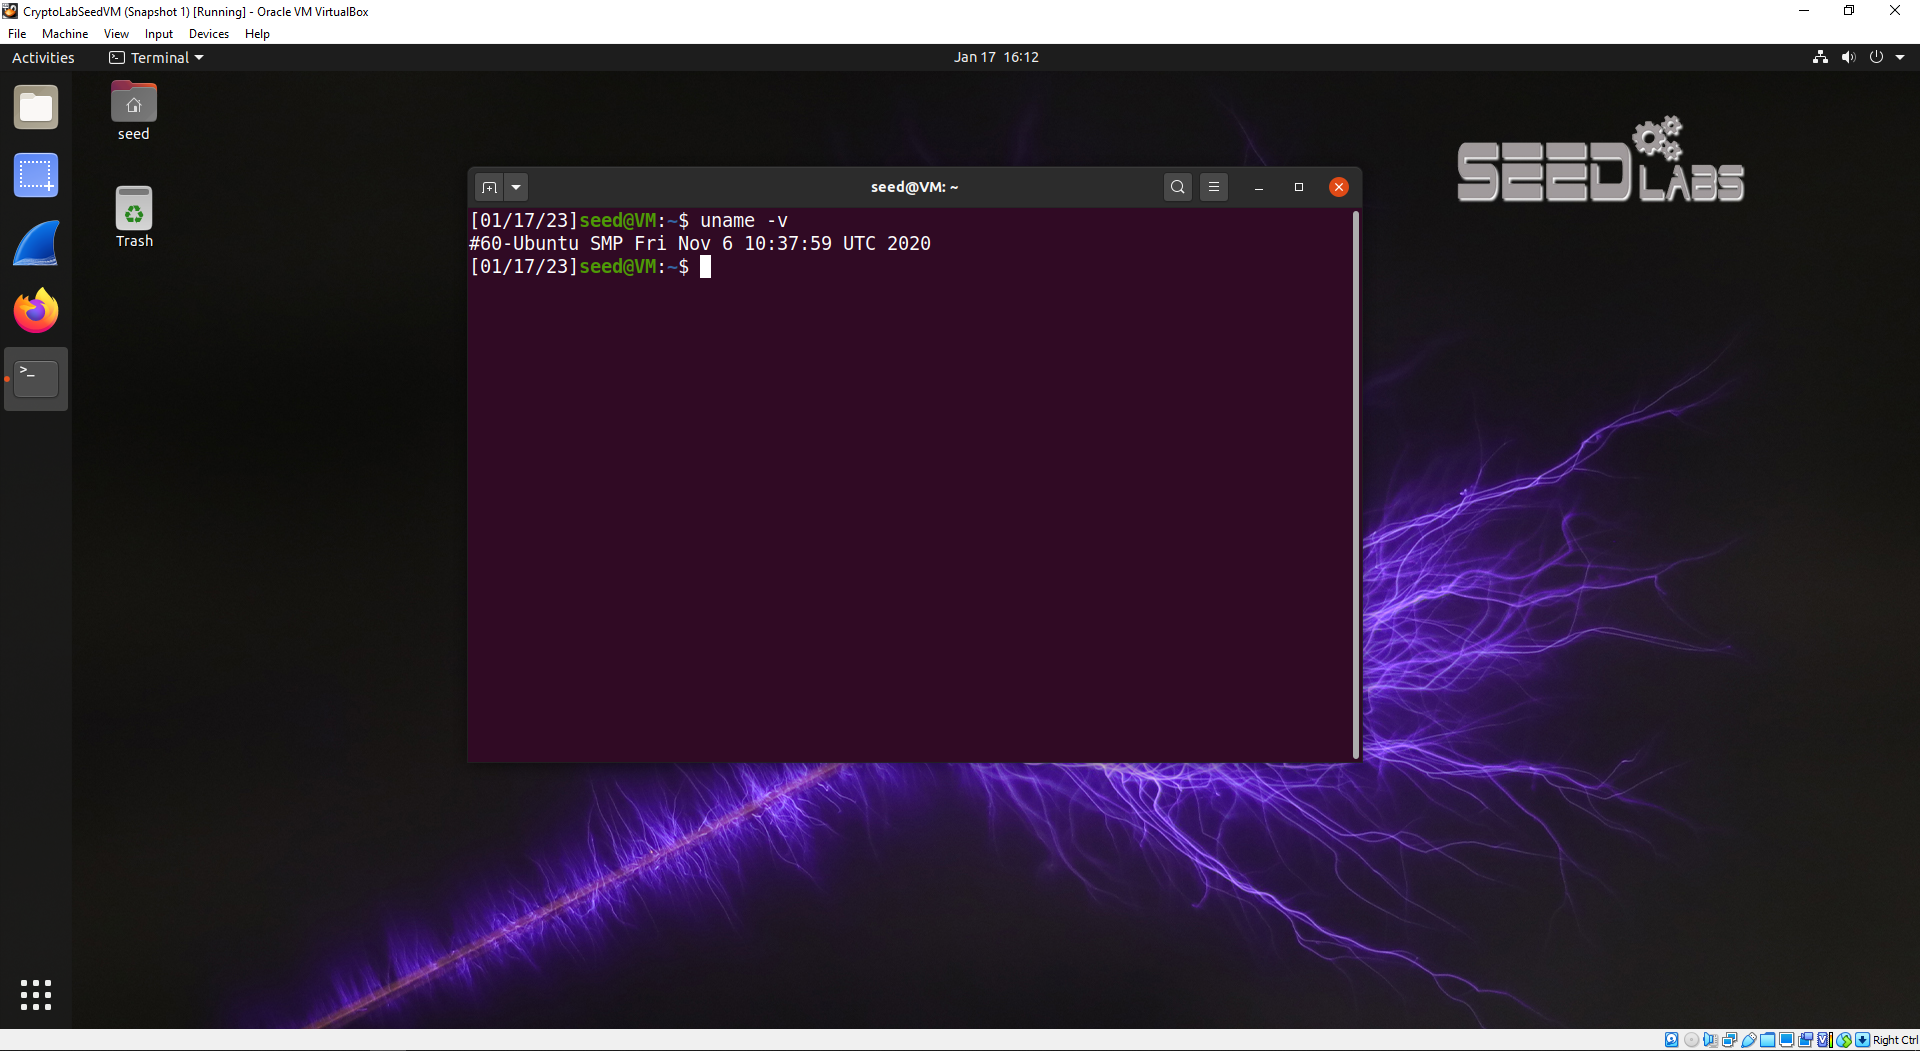 CryptoLabSeedVM (Snapshot 1) [Running] - Oracle VM VirtualBox
File Machine View Input Devices Help
Activities Terminal Jan 17 16:12
seed
Trash
SEED LABS
seed@VM: ~
[01/17/23]seed@VM:~$ uname -v
#60-Ubuntu SMP Fri Nov 6 10:37:59 UTC 2020
[01/17/23]seed@VM:~$
Right Ctrl